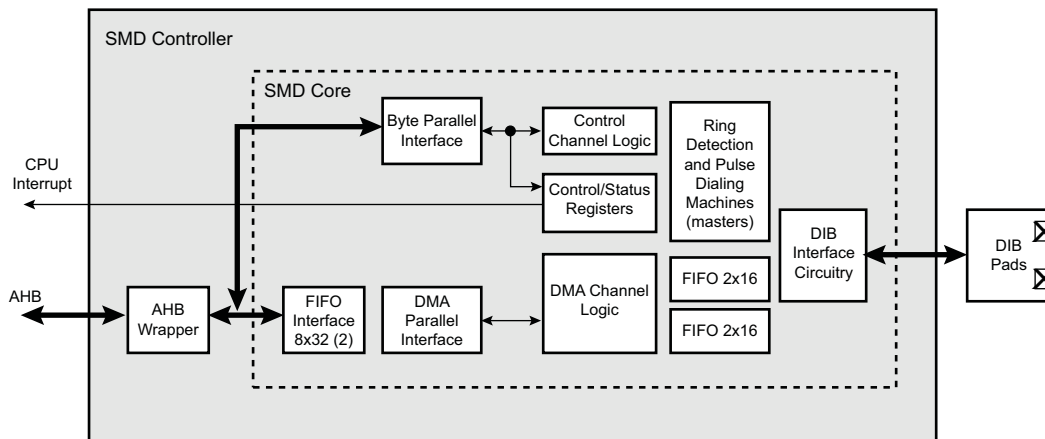 SMD Controller
SMD Core
Byte Parallel
Interface
Control
Channel Logic
Ring
Detection
and Pulse
Dialing
Machines
(masters)
CPU
Interrupt
Control/Status
Registers
DIB
Interface
Circuitry
DIB
Pads
AHB
AHB
Wrapper
FIFO
Interface
8x32 (2)
DMA
Parallel
Interface
DMA Channel
Logic
FIFO 2x16
FIFO 2x16